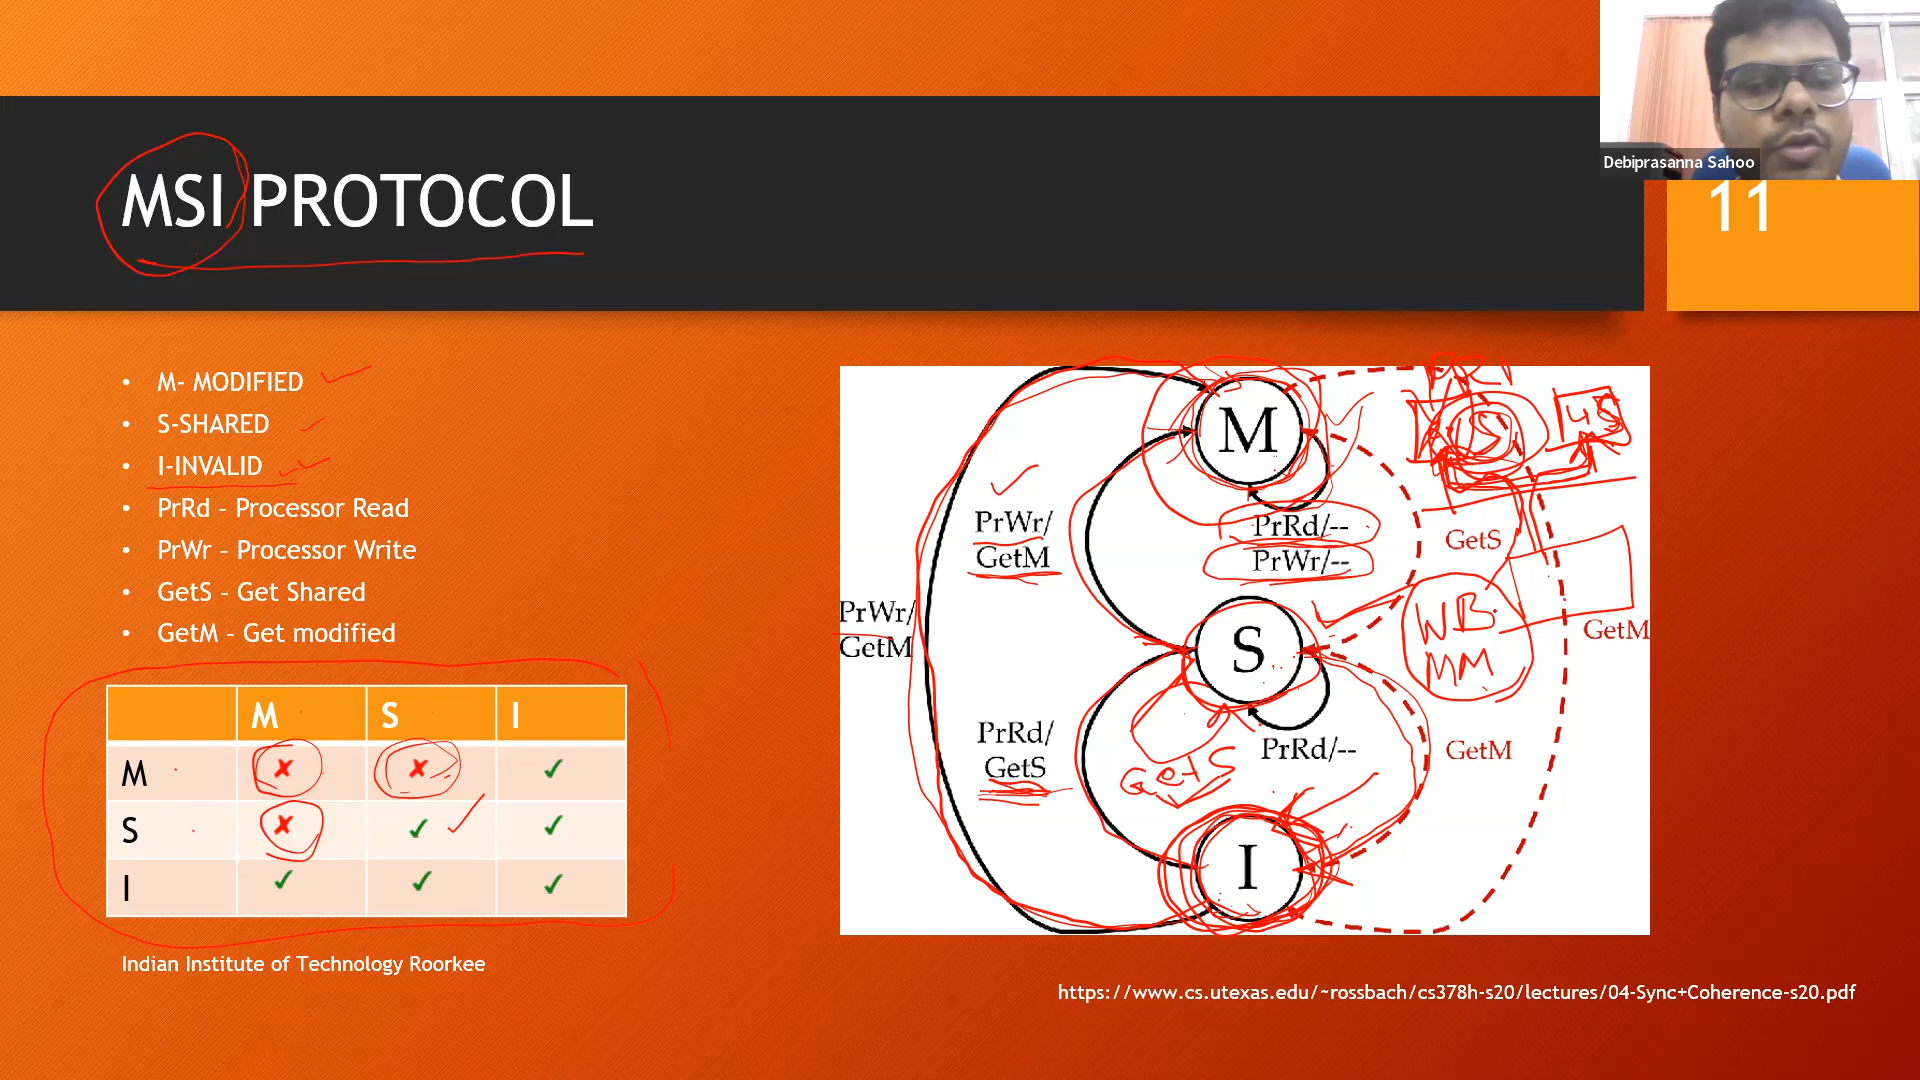 Debiprasanna Sahoo
11
MSI PROTOCOL
• M- MODIFIED
• S-SHARED
• I-INVALID
• PrRd – Processor Read
• PrWr – Processor Write
• GetS – Get Shared
• GetM – Get modified
M S I
M ✘ ✘ ✓
S ✘ ✓ ✓
I ✓ ✓ ✓
Indian Institute of Technology Roorkee
M
PrWr/
GetM
PrRd/--
PrWr/--
GetS
PrWr/
GetM
S
WB
MM
GetM
PrRd/
GetS
GetS
PrRd/--
GetM
I
https://www.cs.utexas.edu/~rossbach/cs378h-s20/lectures/04-Sync+Coherence-s20.pdf